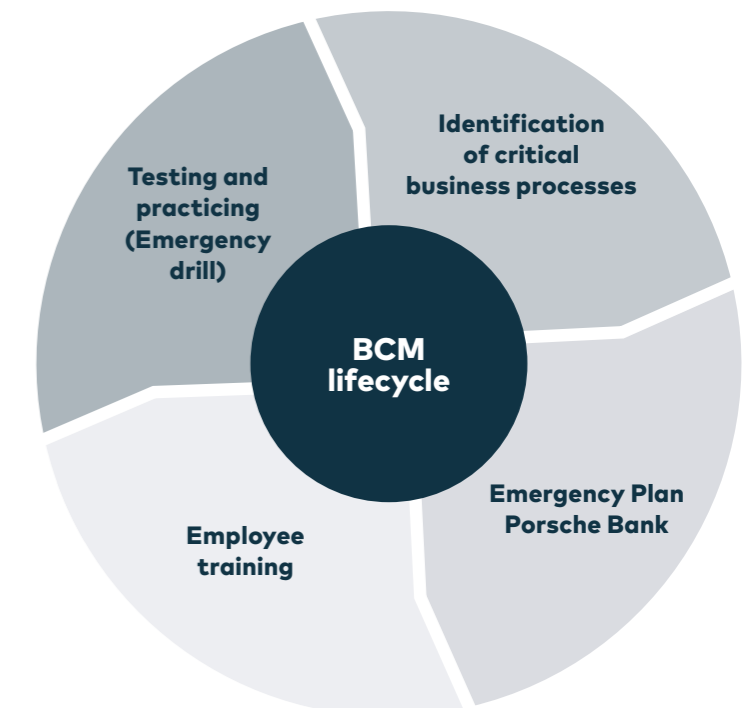 Identification
of critical
business processes
Testing and
practicing
(Emergency
drill)
BCM
lifecycle
Emergency Plan
Porsche Bank
Employee
training